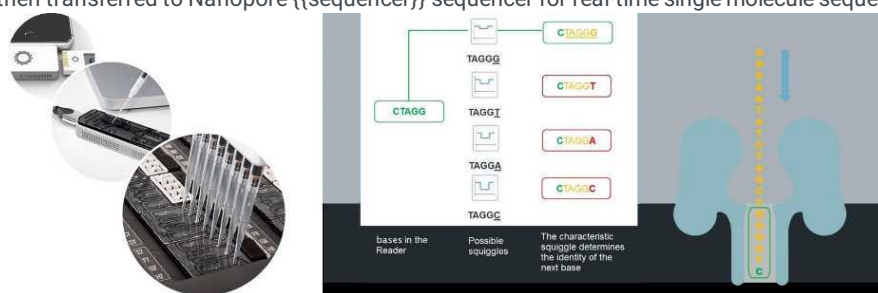 then transferred to Nanopore {{sequencer}} sequencer for real-time single molecule seque
CTAGGG
TAGGG
CTAGG
CTAGGT
TAGGT
CTAGGA
TAGGA
CTAGGC
TAGGC
bases in the
Reader
Possible
squiggles
The characteristic
squiggle determines
the identity of the
next base
C